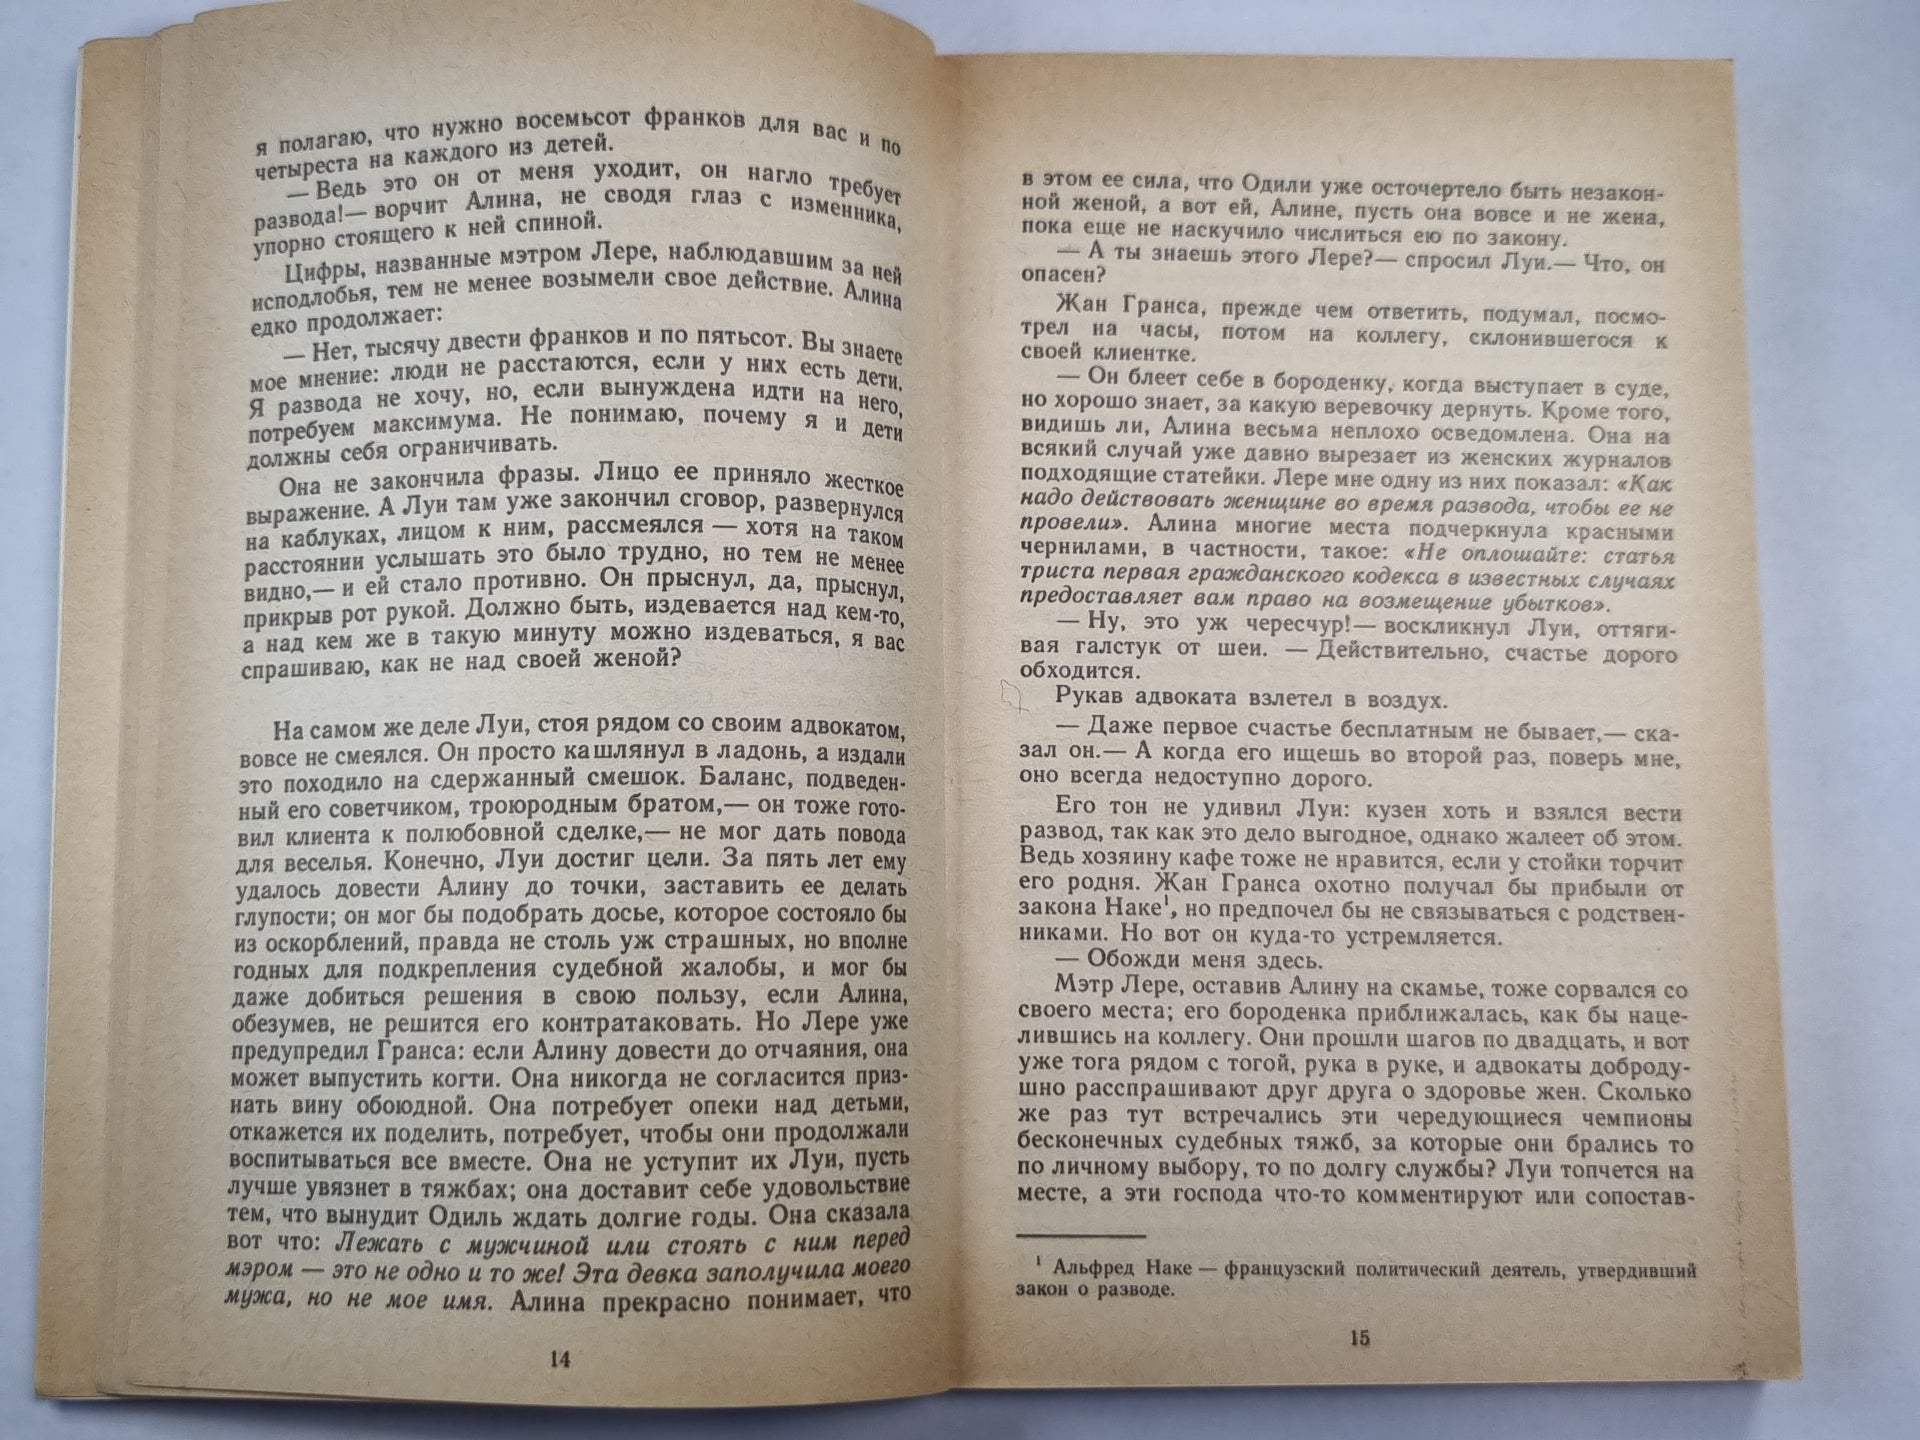 я полагаю, что нужно восемьсот франков для вас и по
четыреста на каждого из детей.
— Ведь это он от меня уходит, он нагло требует
развода!— ворчит Алина, не сводя глаз с изменника,
упорно стоящего к ней спиной.
Цифры, названные мэтром Лере, наблюдавшим за ней
исподлобья, тем не менее возымели свое действие. Алина
едко продолжает:
— Нет, тысячу двести франков и по пятьсот. Вы знаете
мое мнение: люди не расстаются, если у них есть дети.
Я развода не хочу, но, если вынуждена идти на него,
потребуем максимума. Не понимаю, почему я и дети
должны себя ограничивать.
Она не закончила фразы. Лицо ее приняло жесткое
выражение. А Луи там уже закончил сговор, развернулся
на каблуках, лицом к ним, рассмеялся — хотя на таком
расстоянии услышать это было трудно, но тем не менее
видно,— и ей стало противно. Он прыснул, да, прыснул,
прикрыв рот рукой. Должно быть, издевается над кем-то,
а над кем же в такую минуту можно издеваться, я вас
спрашиваю, как не над своей женой?
На самом же деле Луи, стоя рядом со своим адвокатом,
вовсе не смеялся. Он просто кашлянул в ладонь, а издали
это походило на сдержанный смешок. Баланс, подведен-
ный его советчиком, троюродным братом,— он тоже гото-
вил клиента к полюбовной сделке,— не мог дать повода
для веселья. Конечно, Луи достиг цели. За пять лет ему
удалось довести Алину до точки, заставить ее делать
глупости; он мог бы подобрать досье, которое состояло бы
из оскорблений, правда не столь уж страшных, но вполне
годных для подкрепления судебной жалобы, и мог бы
даже добиться решения в свою пользу, если Алина,
обезумев, не решится его контратаковать. Но Лере уже
предупредил Гранса: если Алину довести до отчаяния, она
может выпустить когти. Она никогда не согласится приз-
нать вину обоюдной. Она потребует опеки над детьми,
откажется их поделить, потребует, чтобы они продолжали
воспитываться все вместе. Она не уступит их Луи, пусть
лучше увязнет в тяжбах; она доставит себе удовольствие
тем, что вынудит Одиль ждать долгие годы. Она сказала
вот что: Лежать с мужчиной или стоять с ним перед
мэром — это не одно и то же! Эта девка заполучила моего
мужа, но не мое имя. Алина прекрасно понимает, что
14
в этом ее сила, что Одили уже осточертело быть незакон-
ной женой, а вот ей, Алине, пусть она вовсе и не жена,
пока еще не наскучило числиться ею по закону.
— А ты знаешь этого Лере?— спросил Луи.— Что, он
опасен?
Жан Гранса, прежде чем ответить, подумал, посмо-
трел на часы, потом на коллегу, склонившегося к
своей клиентке.
— Он блеет себе в бороденку, когда выступает в суде,
но хорошо знает, за какую веревочку дернуть. Кроме того,
видишь ли, Алина весьма неплохо осведомлена. Она на
всякий случай уже давно вырезает из женских журналов
подходящие статейки. Лере мне одну из них показал: «Как
надо действовать женщине во время развода, чтобы ее не
провели». Алина многие места подчеркнула красными
чернилами, в частности, такое: «Не оплошайте: статья
триста первая гражданского кодекса в известных случаях
предоставляет вам право на возмещение убытков».
— Ну, это уж чересчур!— воскликнул Луи, оттяги-
вая галстук от шеи. — Действительно, счастье дорого
обходится.
Рукав адвоката взлетел в воздух.
— Даже первое счастье бесплатным не бывает,— ска-
зал он.— А когда его ищешь во второй раз, поверь мне,
оно всегда недоступно дорого.
Его тон не удивил Луи: кузен хоть и взялся вести
развод, так как это дело выгодное, однако жалеет об этом.
Ведь хозяину кафе тоже не нравится, если у стойки торчит
его родня. Жан Гранса охотно получал бы прибыли от
закона Наке¹, но предпочел бы не связываться с родствен-
никами. Но вот он куда-то устремляется.
— Обожди меня здесь.
Мэтр Лере, оставив Алину на скамье, тоже сорвался со
своего места; его бороденка приближалась, как бы наце-
лившись на коллегу. Они прошли шагов по двадцать, и вот
уже тога рядом с тогой, рука в руке, и адвокаты доброду-
шно расспрашивают друг друга о здоровье жен. Сколько
же раз тут встречались эти чередующиеся чемпионы
бесконечных судебных тяжб, за которые они брались то
по личному выбору, то по долгу службы? Луи топчется на
месте, а эти господа что-то комментируют или сопостав-
¹ Альфред Наке — французский политический деятель, утвердивший
закон о разводе.
15